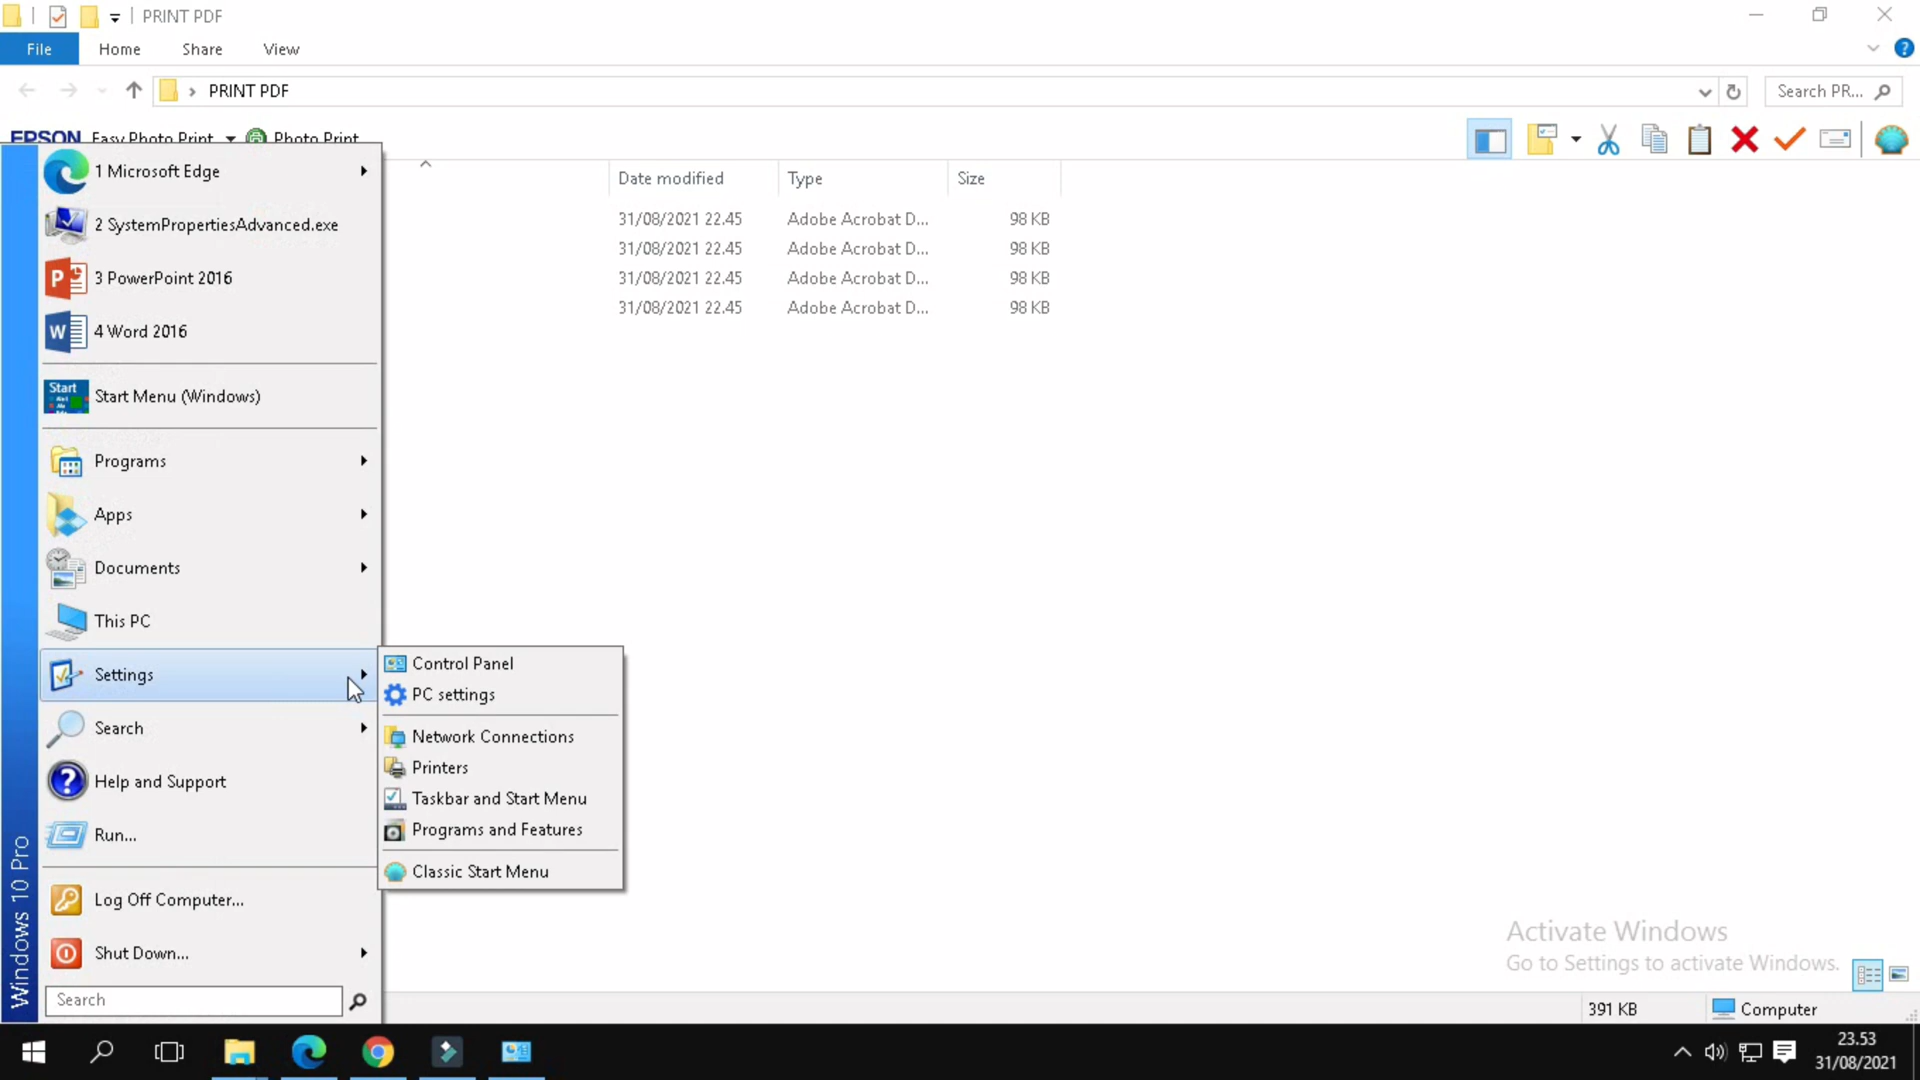 PRINT PDF
File Home Share View
PRINT PDF
Search PR...
EPSON Easy Photo Print Photo Print
Date modified Type Size
31/08/2021 22.45 Adobe Acrobat D... 98 KB
31/08/2021 22.45 Adobe Acrobat D... 98 KB
31/08/2021 22.45 Adobe Acrobat D... 98 KB
31/08/2021 22.45 Adobe Acrobat D... 98 KB
1 Microsoft Edge
2 SystemPropertiesAdvanced.exe
3 PowerPoint 2016
4 Word 2016
Start Menu (Windows)
Programs
Apps
Documents
This PC
Settings
Search
Help and Support
Run...
Log Off Computer...
Shut Down...
Search
Windows 10 Pro
Control Panel
PC settings
Network Connections
Printers
Taskbar and Start Menu
Programs and Features
Classic Start Menu
Activate Windows
Go to Settings to activate Windows.
391 KB Computer
23.53
31/08/2021